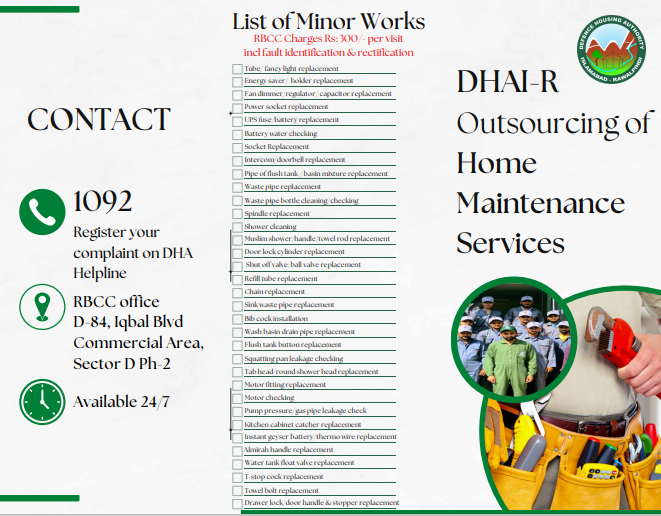 CONTACT
1092
Register your
complaint on DHA
Helpline
RBCC office
D-84, Iqbal Blvd
Commercial Area,
Sector D Ph-2
Available 24/7
List of Minor Works
RBCC Charges Rs: 300/- per visit
incl fault identification & rectification
Tube/ fancy light replacement
Energy saver/ holder replacement
Fan dimmer/regulator/ capacitor replacement
Power socket replacement
UPS fuse/battery replacement
Battery water checking
Socket Replacement
Intercom/doorbell replacement
Pipe of flush tank / basin mixture replacement
Waste pipe replacement
Waste pipe bottle cleaning/checking
Spindle replacement
Shower cleaning
Muslim shower/handle/towel rod replacement
Door lock cylinder replacement
Shut off valve/ball valve replacement
Refill tube replacement
Chain replacement
Sink waste pipe replacement
Bib cock installation
Wash basin drain pipe replacement
Flush tank button replacement
Squatting pan leakage checking
Tab head/round shower head replacement
Motor fitting replacement
Motor checking
Pump pressure/gas pipe leakage check
Kitchen cabinet catcher replacement
Instant geyser battery/thermo wire replacement
Almirah handle replacement
Water tank float valve replacement
T-stop cock replacement
Towel bolt replacement
Drawer lock/door handle & stopper replacement
DEFENCE HOUSING AUTHORITY
ISLAMABAD - RAWALPINDI
DHAI-R
Outsourcing of
Home
Maintenance
Services